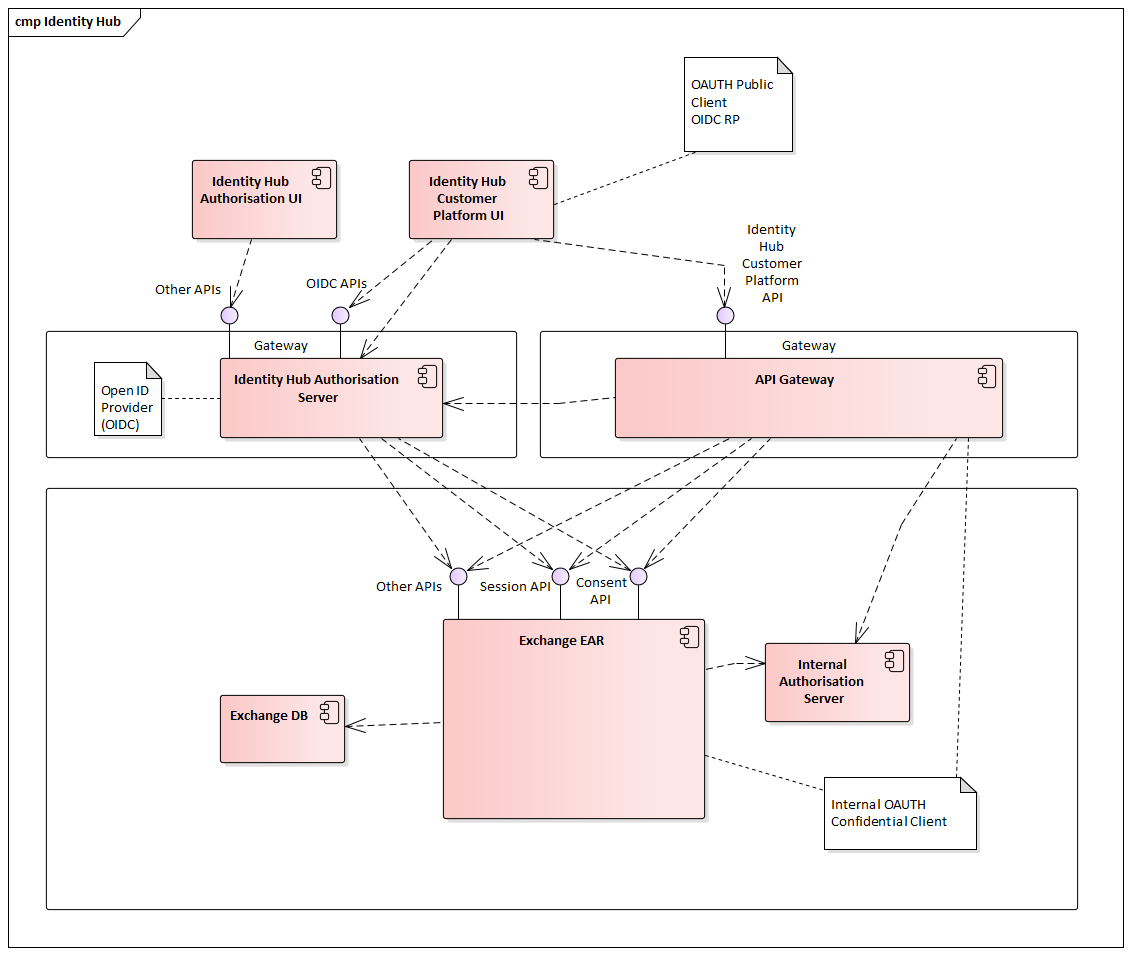 cmp Identity Hub
OAUTH Public
Client
OIDC RP
Identity Hub
Authorisation UI
Identity Hub
Customer
Platform UI
Identity
Hub
Customer
Platform
API
Other APIs
OIDC APIs
Gateway
Gateway
Open ID
Provider
(OIDC)
Identity Hub Authorisation
Server
API Gateway
Other APIs
Session API
Consent
API
Exchange EAR
Internal
Authorisation
Server
Exchange DB
Internal OAUTH
Confidential Client